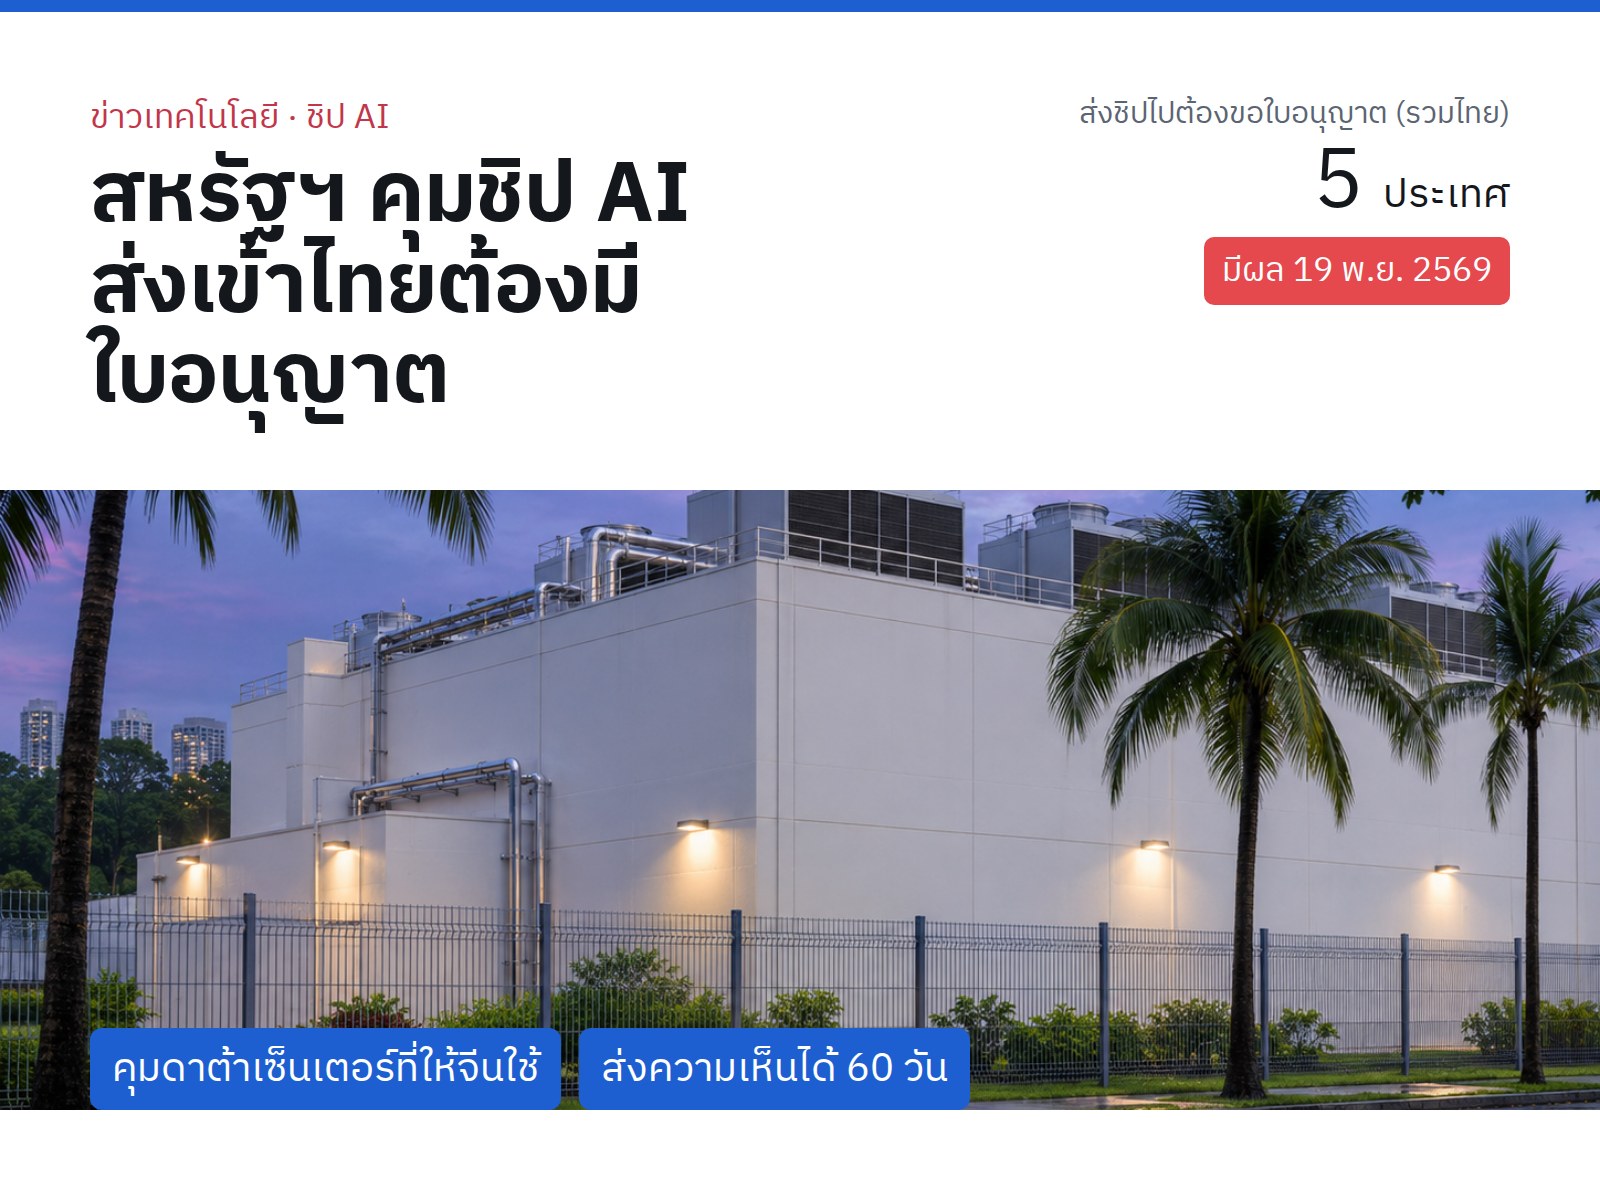 ข่าวเทคโนโลยี · ชิป AI
สหรัฐฯ คุมชิป AI
ส่งเข้าไทยต้องมี
ใบอนุญาต
ส่งชิปไปต้องขอใบอนุญาต (รวมไทย)
5 ประเทศ
มีผล 19 พ.ย. 2569
คุมดาต้าเซ็นเตอร์ที่ให้จีนใช้
ส่งความเห็นได้ 60 วัน